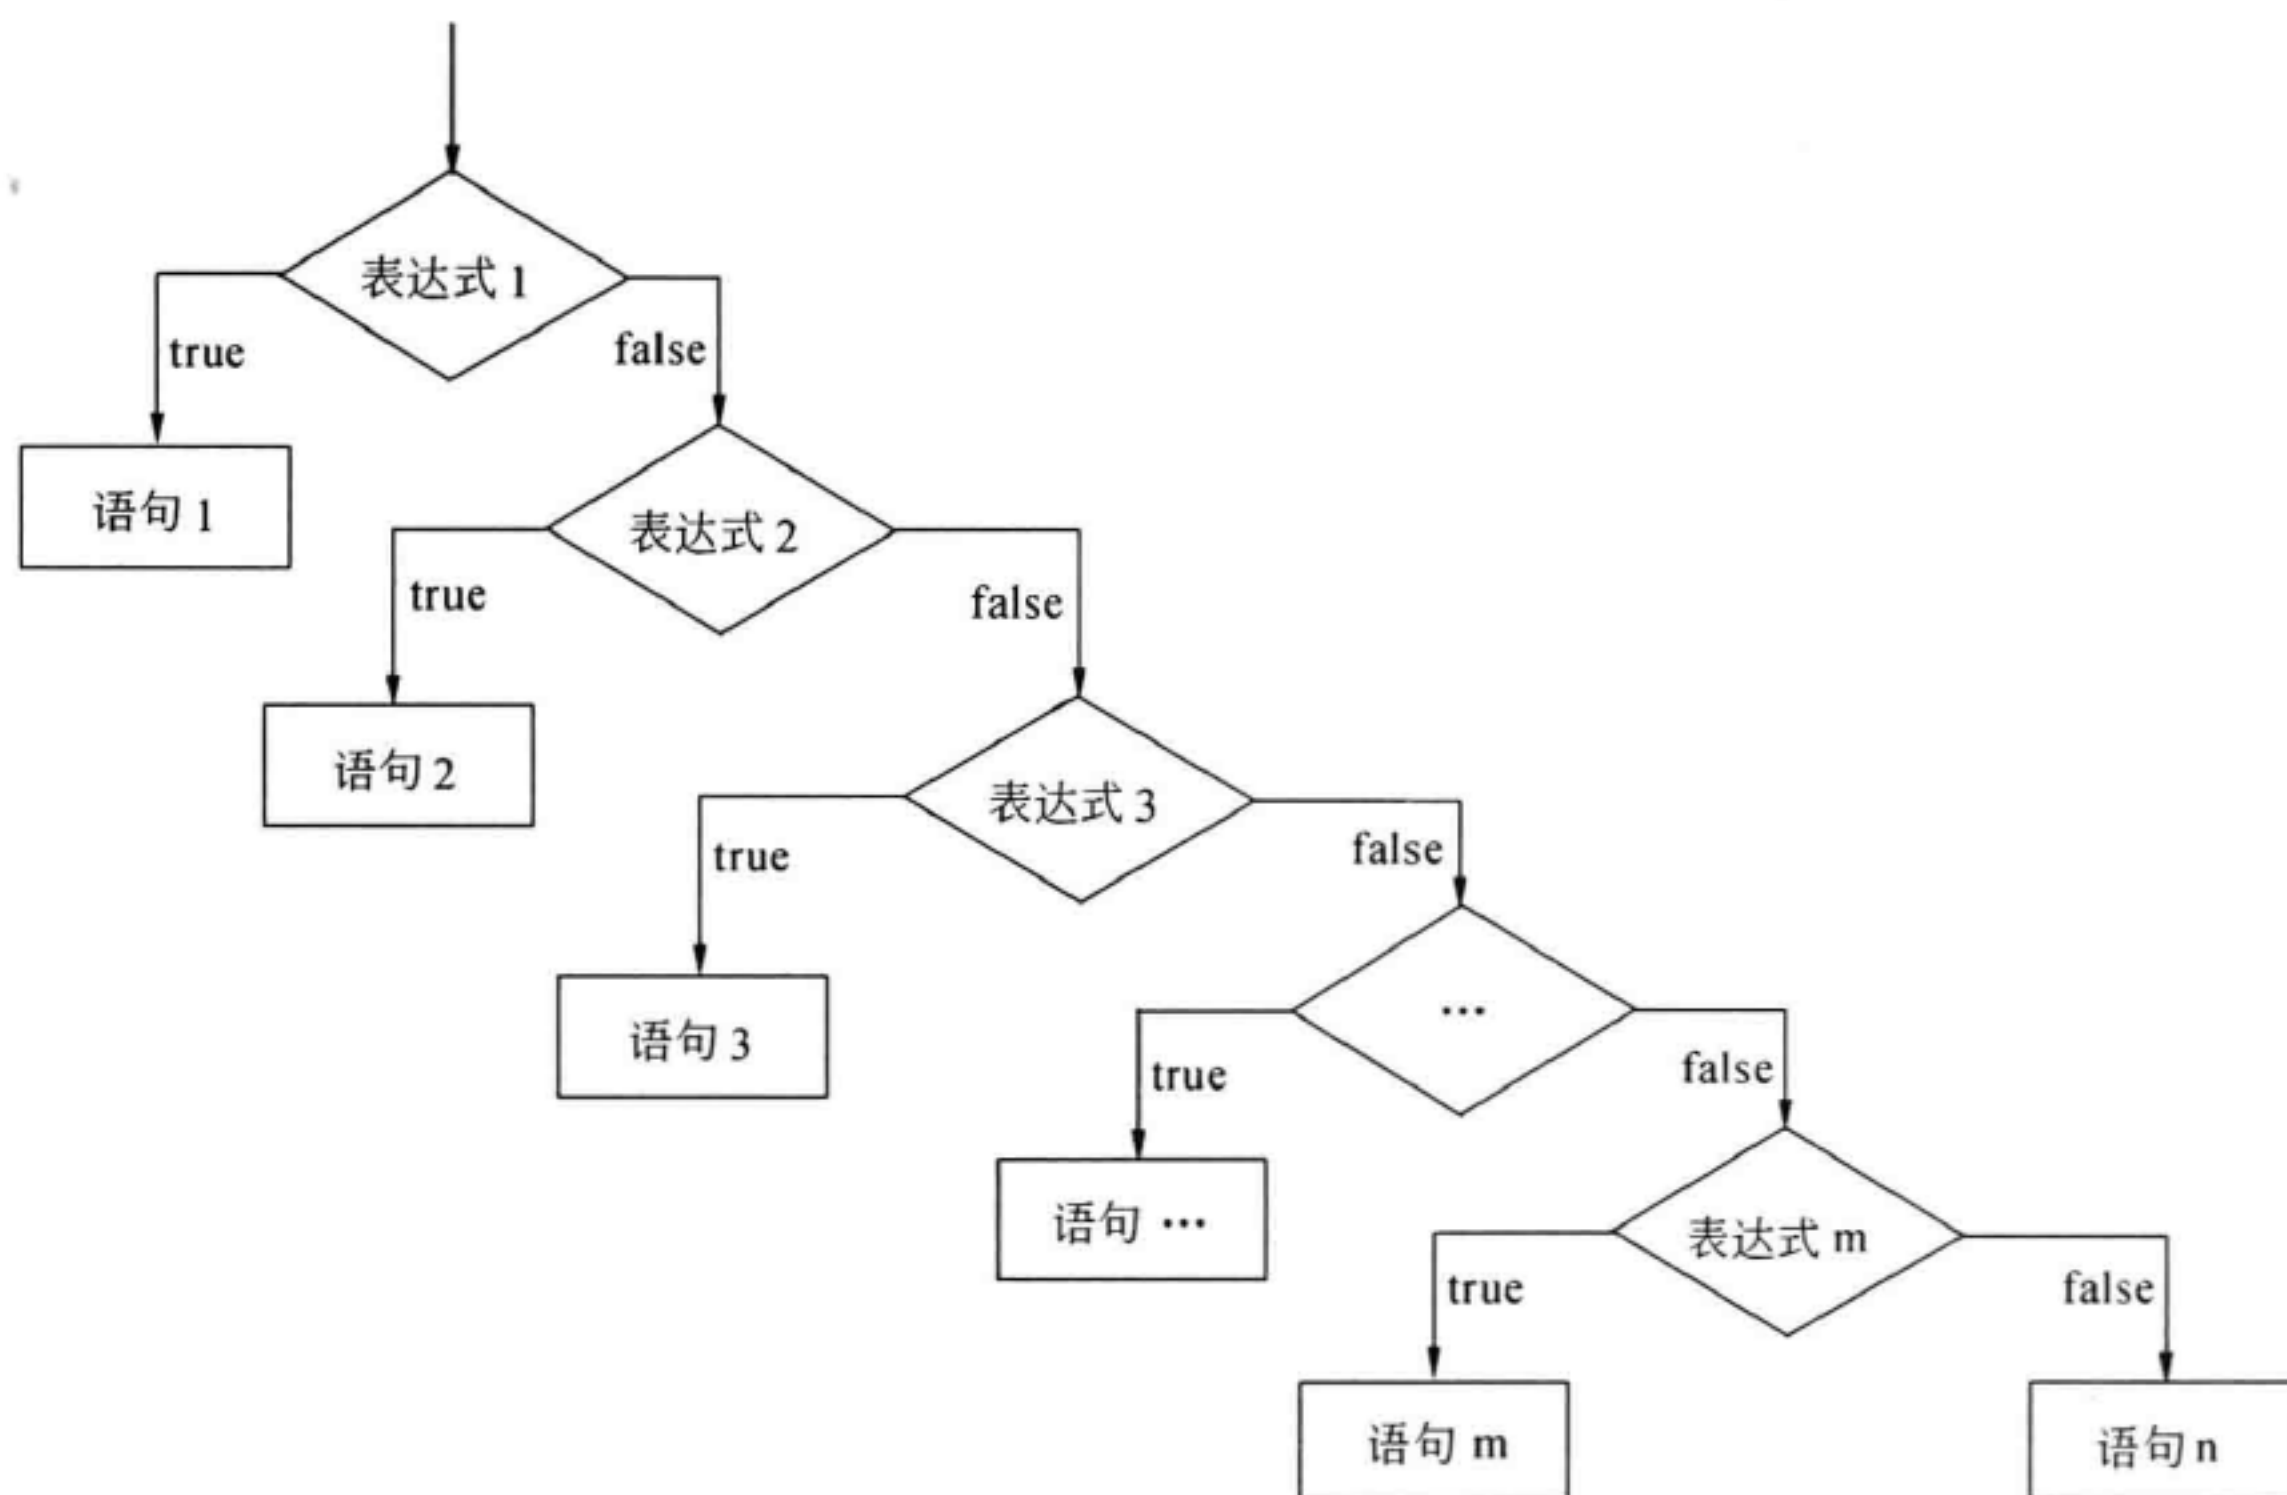 表达式 1
true
false
语句 1
表达式 2
true
false
语句 2
表达式 3
true
false
语句 3
…
true
false
语句 …
表达式 m
true
false
语句 m
语句 n